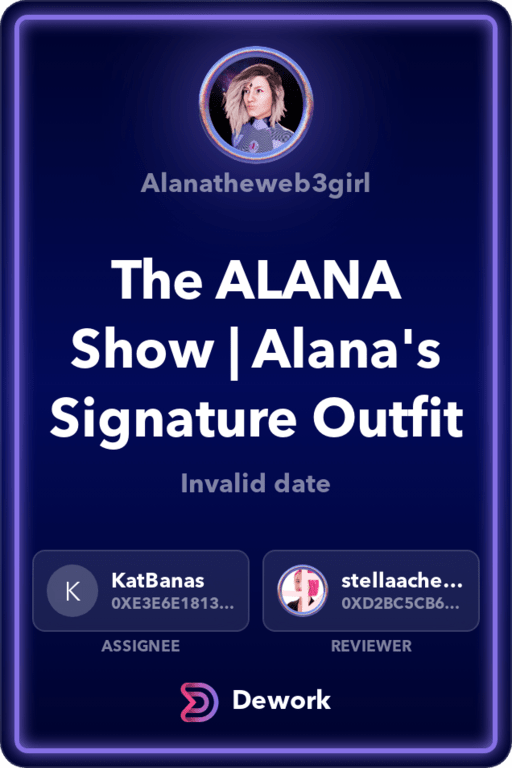 Alanatheweb3girl
The ALANA
Show | Alana's
Signature Outfit
Invalid date
K
KatBanas
0XE3E6E1813...
stellaache...
0XD2BC5CB6...
ASSIGNEE
REVIEWER
Dework